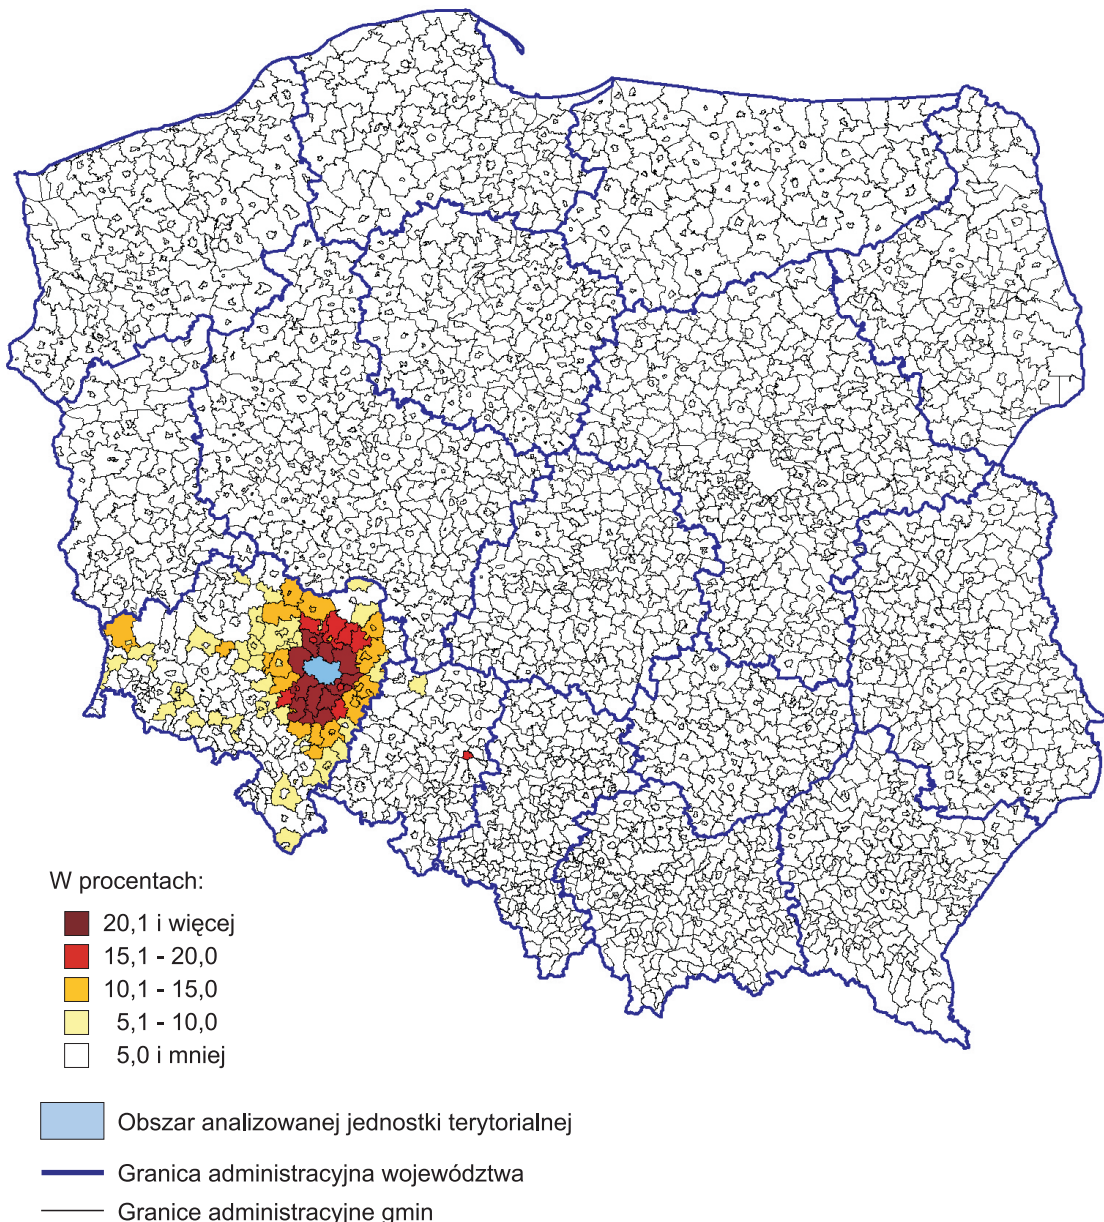 W procentach:
20,1 i więcej
15,1 - 20,0
10,1 - 15,0
5,1 - 10,0
5,0 i mniej
Obszar analizowanej jednostki terytorialnej
Granica administracyjna województwa
Granice administracyjne gmin